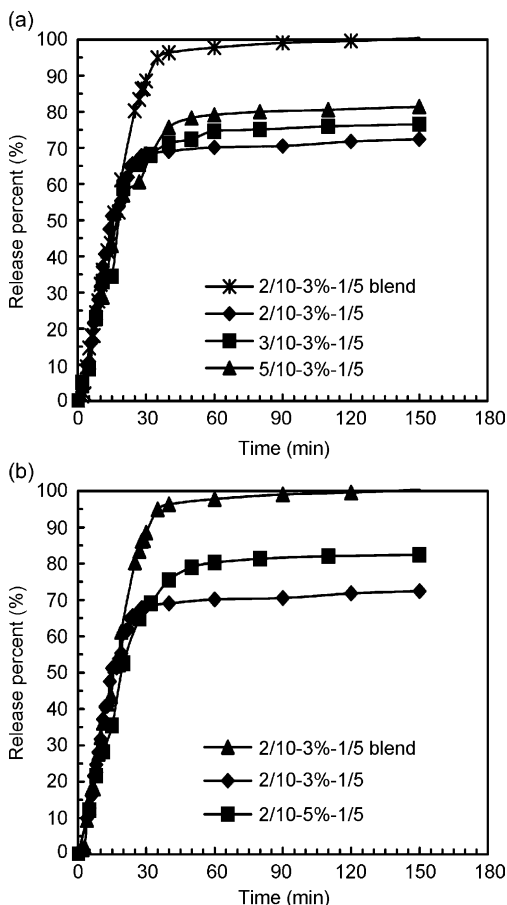 (a)
100
90
80
70
60
50
40
30
20
10
0
Release percent (%)
2/10-3%-1/5 blend
2/10-3%-1/5
3/10-3%-1/5
5/10-3%-1/5
0 30 60 90 120 150 180
Time (min)
(b)
100
90
80
70
60
50
40
30
20
10
0
Release percent (%)
2/10-3%-1/5 blend
2/10-3%-1/5
2/10-5%-1/5
0 30 60 90 120 150 180
Time (min)